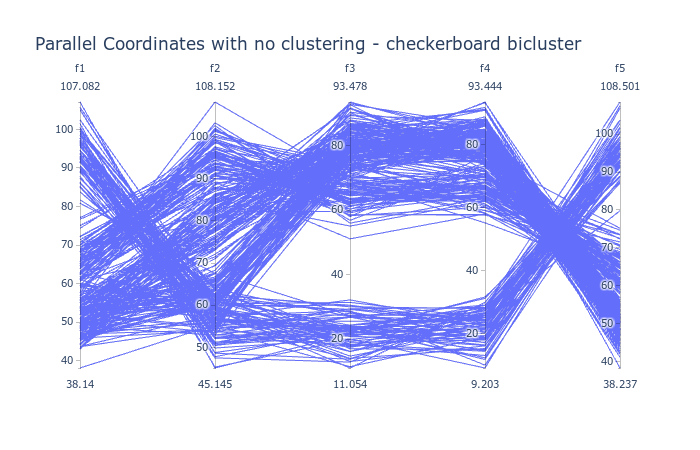 Parallel Coordinates with no clustering - checkerboard bicluster
f1 f2 f3 f4 f5
107.082 108.152 93.478 93.444 108.501
100 100 80 80 100
90 90 60 60 90
80 80 40 40 80
70 70 20 20 70
60 60 60
50 50 50
40 40
38.14 45.145 11.054 9.203 38.237